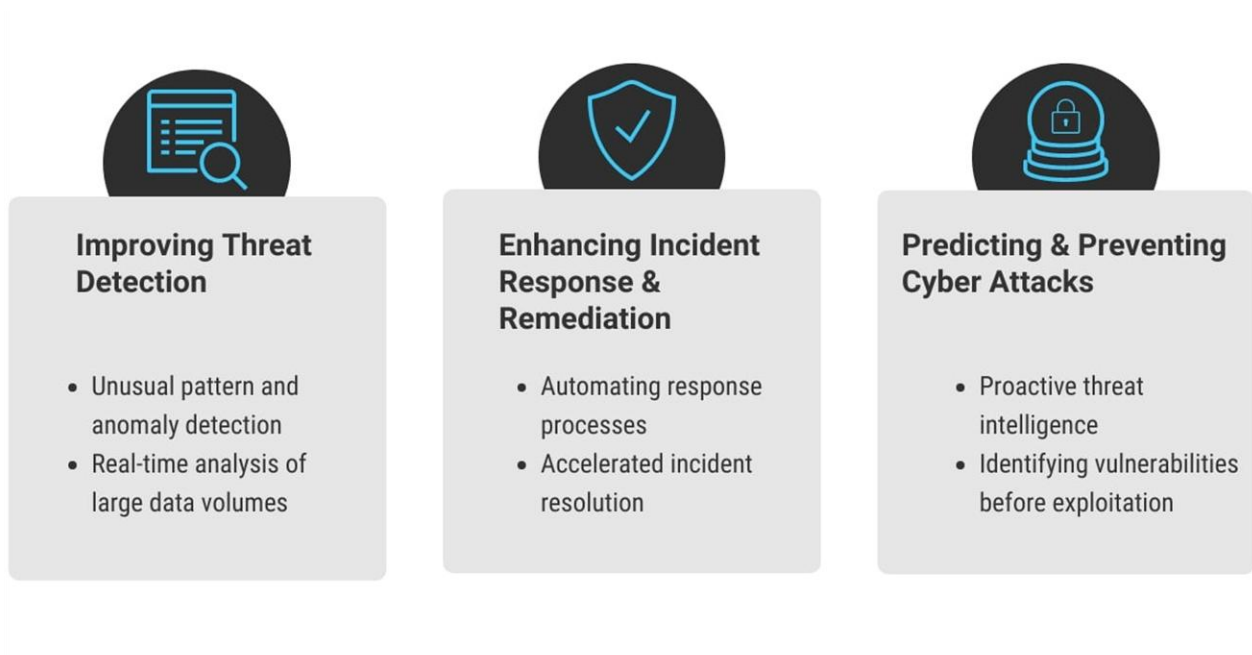 Improving Threat
Detection
• Unusual pattern and
anomaly detection
• Real-time analysis of
large data volumes
Enhancing Incident
Response &
Remediation
• Automating response
processes
• Accelerated incident
resolution
Predicting & Preventing
Cyber Attacks
• Proactive threat
intelligence
• Identifying vulnerabilities
before exploitation